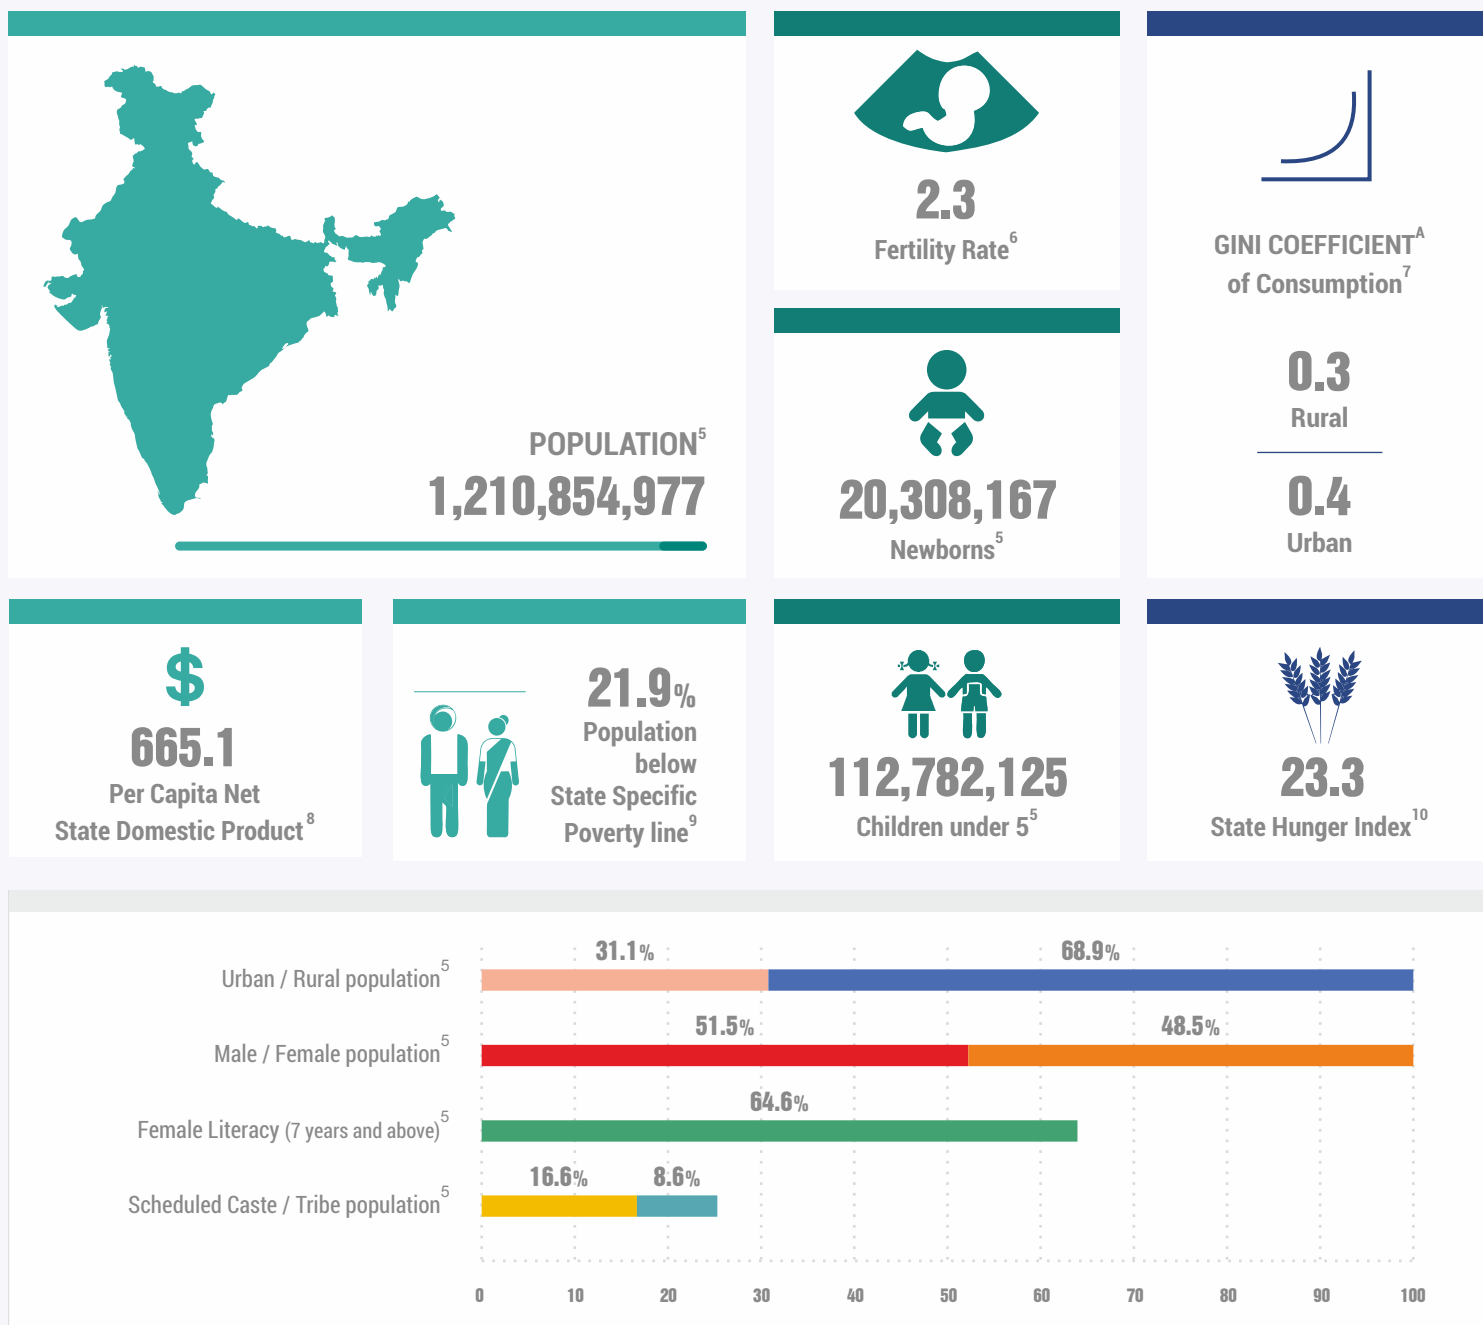 POPULATION5
1,210,854,977
2.3
Fertility Rate6
20,308,167
Newborns5
GINI COEFFICIENTA
of Consumption7
0.3
Rural
0.4
Urban
$
665.1
Per Capita Net
State Domestic Product8
21.9%
Population
below
State Specific
Poverty line9
112,782,125
Children under 55
23.3
State Hunger Index10
31.1% 68.9%
Urban / Rural population5
51.5% 48.5%
Male / Female population5
64.6%
Female Literacy (7 years and above)5
16.6% 8.6%
Scheduled Caste / Tribe population5
0 10 20 30 40 50 60 70 80 90 100